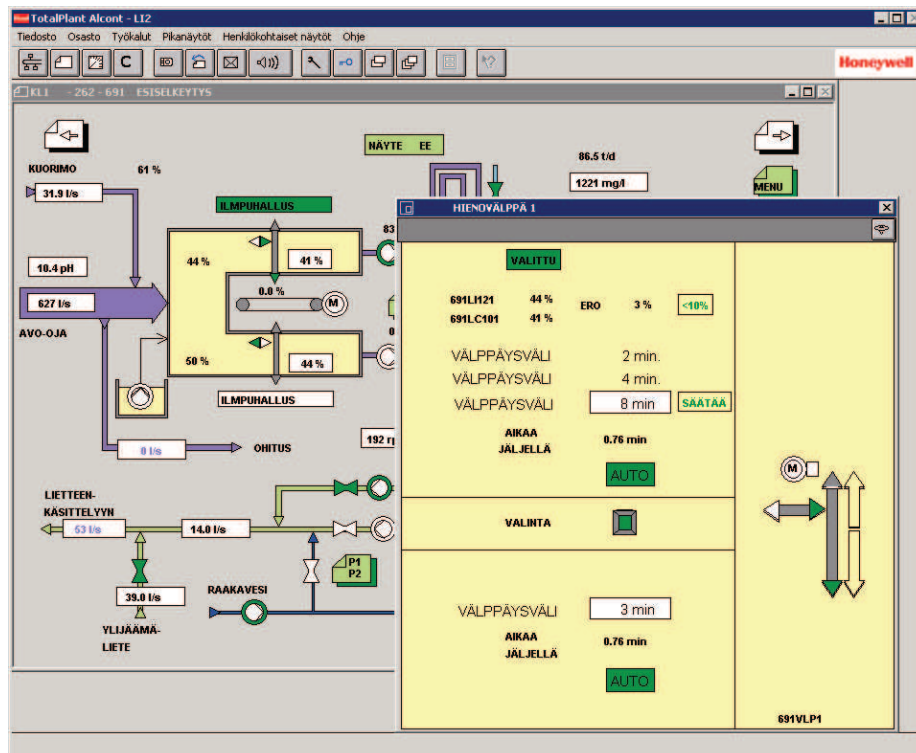 TotalPlant Alcont - LI2
Tiedosto Osasto Työkalut Pikanäytöt Henkilökohtaiset näytöt Ohje
C
Honeywell
KL1 - 262 - 691 ESISELKEYTYS
NÄYTE EE
86.5 t/d
1221 mg/l
MENU
KUORIMO
61 %
31.9 l/s
ILMPUHALLUS
44 %
41 %
10.4 pH
627 l/s
AVO-OJA
0.0 %
M
50 %
44 %
ILMPUHALLUS
0 l/s
OHITUS
LIETTEEN-
KÄSITTELYYN
53 l/s
14.0 l/s
P1
P2
39.0 l/s
RAAKAVESI
YLIJÄÄMÄ-
LIETE
HIENOVÄLPPÄ 1
VALITTU
691LI121 44 % ERO 3 % <10%
691LC101 41 %
VÄLPPÄYSVÄLI 2 min.
VÄLPPÄYSVÄLI 4 min.
VÄLPPÄYSVÄLI 8 min SÄÄTÄÄ
AIKAA
JÄLJELLÄ
0.76 min
AUTO
VALINTA
M
VÄLPPÄYSVÄLI 3 min
AIKAA
JÄLJELLÄ
0.76 min
AUTO
691VLP1